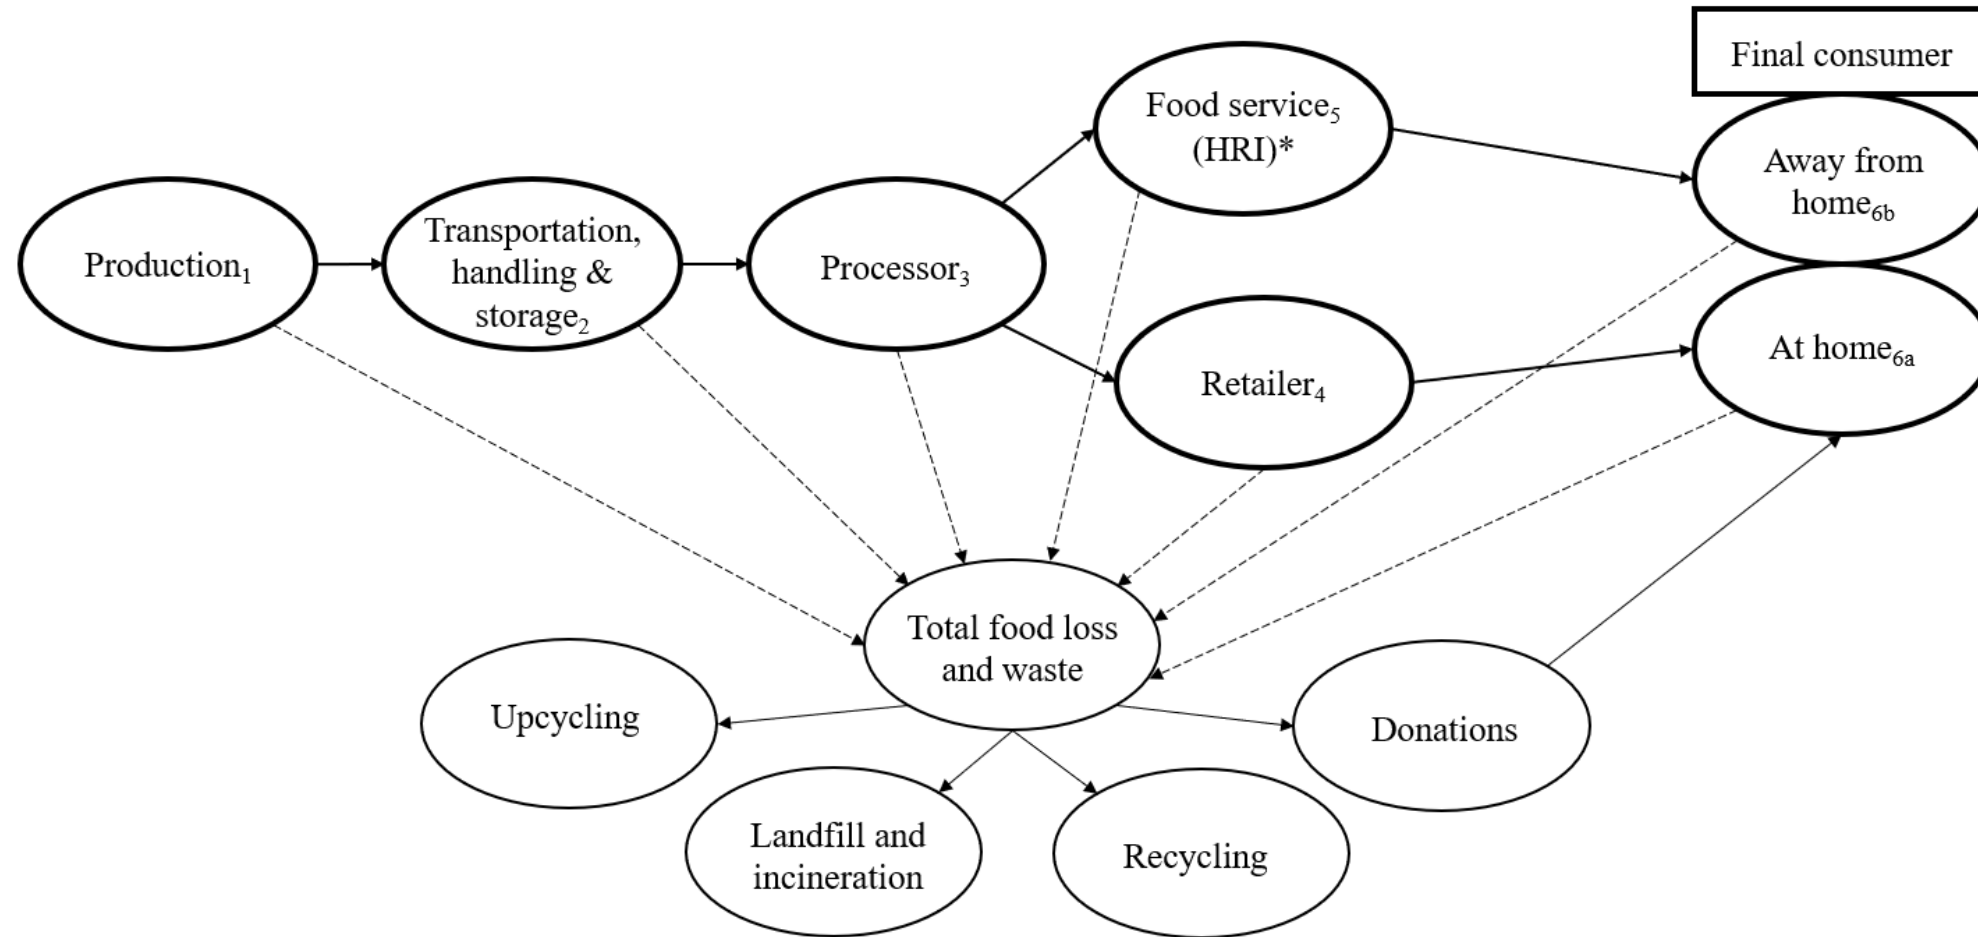 Final consumer
Food service₅
(HRI)*
Away from
home₆b
Production₁
Transportation,
handling &
storage₂
Processor₃
Retailer₄
At home₆a
Total food loss
and waste
Upcycling
Donations
Landfill and
incineration
Recycling